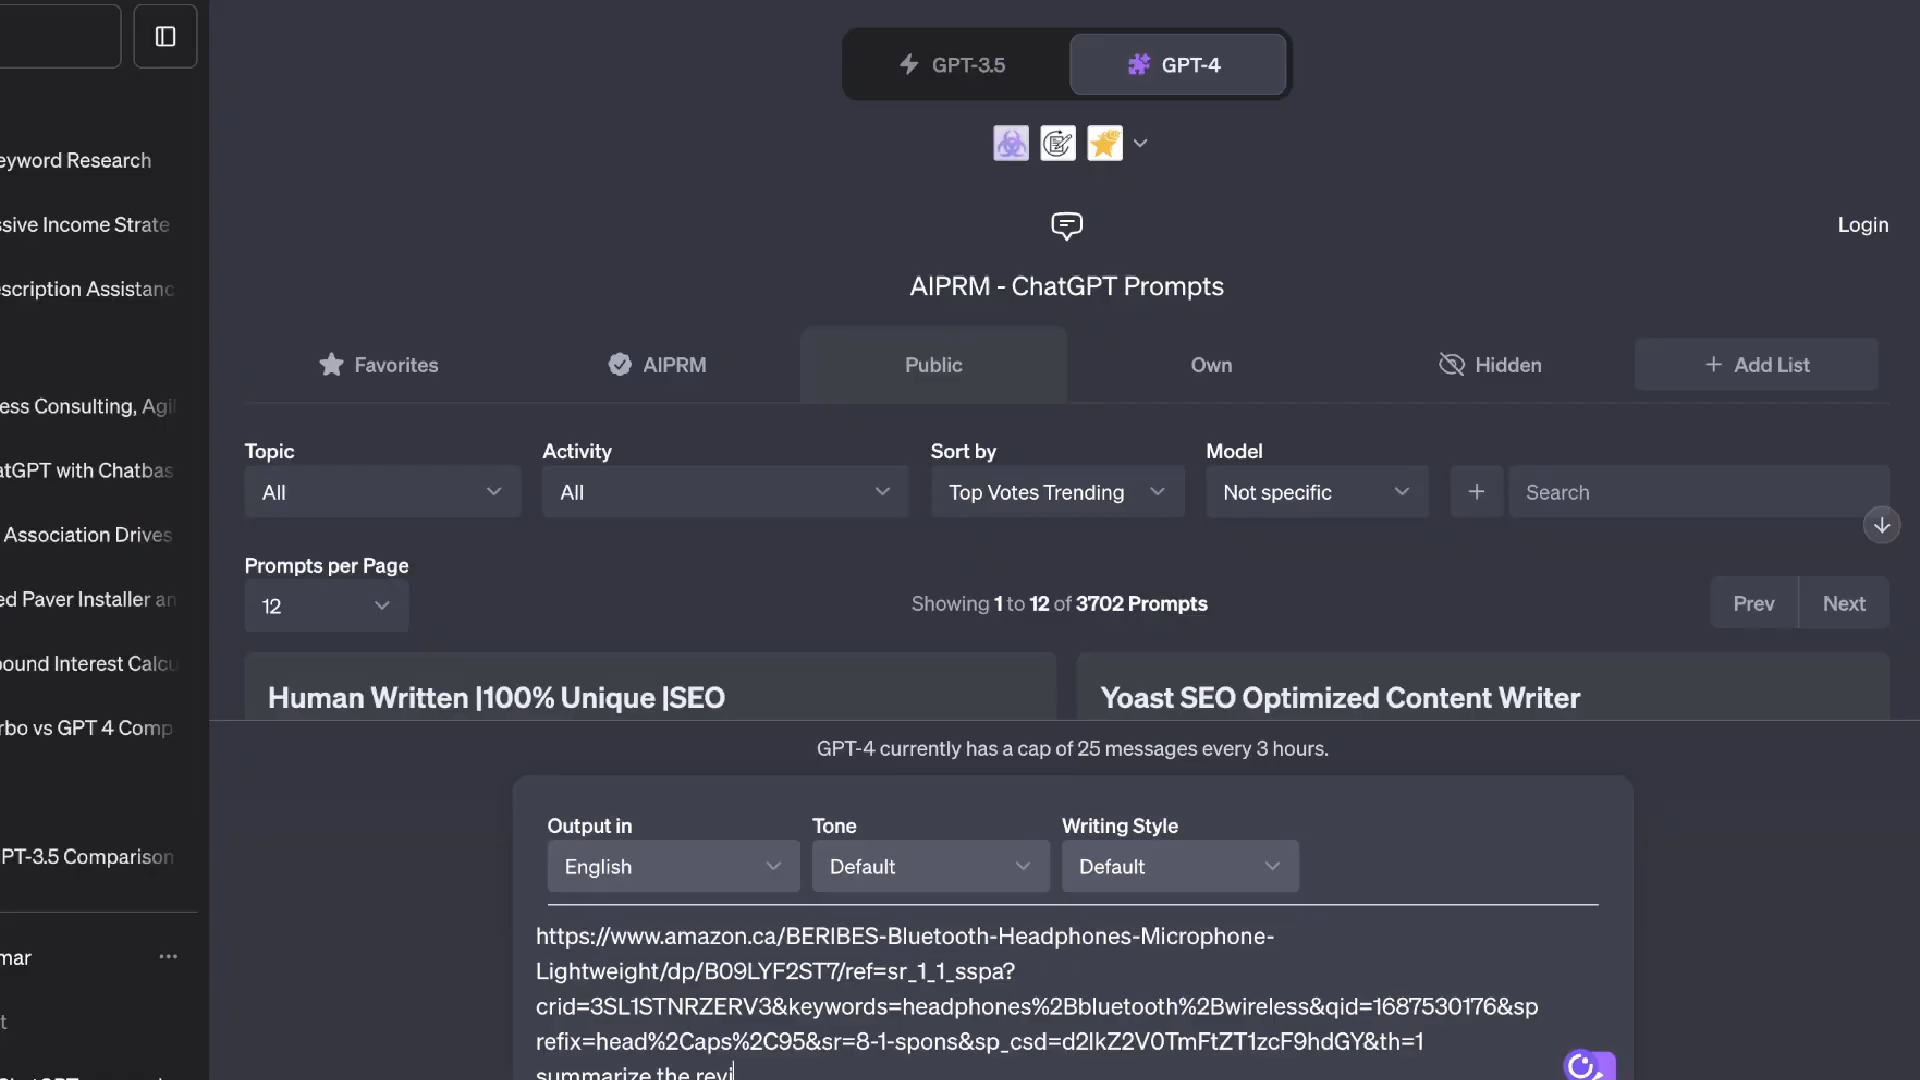 GPT-3.5
GPT-4
Login
AIPRM - ChatGPT Prompts
Favorites
AIPRM
Public
Own
Hidden
+ Add List
Topic
Activity
Sort by
Model
All
All
Top Votes Trending
Not specific
+
Search
Prompts per Page
12
Showing 1 to 12 of 3702 Prompts
Prev
Next
Human Written |100% Unique |SEO
Yoast SEO Optimized Content Writer
GPT-4 currently has a cap of 25 messages every 3 hours.
Output in
Tone
Writing Style
English
Default
Default
https://www.amazon.ca/BERIBES-Bluetooth-Headphones-Microphone-
Lightweight/dp/B09LYF2ST7/ref=sr_1_1_sspa?
crid=3SL1STNRZERV3&keywords=headphones%2Bbluetooth%2Bwireless&qid=1687530176&sp
refix=head%2Caps%2C95&sr=8-1-spons&sp_csd=d2lkZ2V0TmFtZT1zcF9hdGY&th=1
summarize the revi
eyword Research
ssive Income Strate
escription Assistanc
ess Consulting, Agil
atGPT with Chatbas
Association Drives
ed Paver Installer an
ound Interest Calcu
rbo vs GPT 4 Comp
PT-3.5 Comparison
mar
t